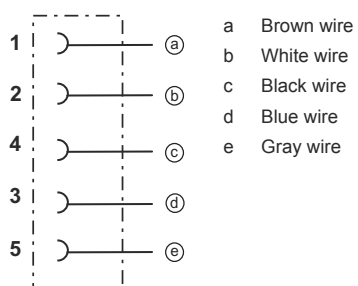 1 ⓐ
2 ⓑ
4 ⓒ
3 ⓓ
5 ⓔ
a Brown wire
b White wire
c Black wire
d Blue wire
e Gray wire